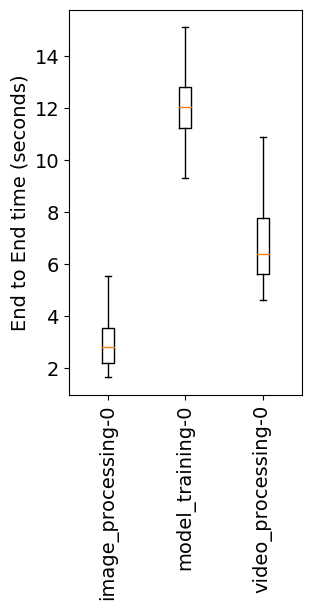 End to End time (seconds)
14
12
10
8
6
4
2
image_processing-0
model_training-0
video_processing-0